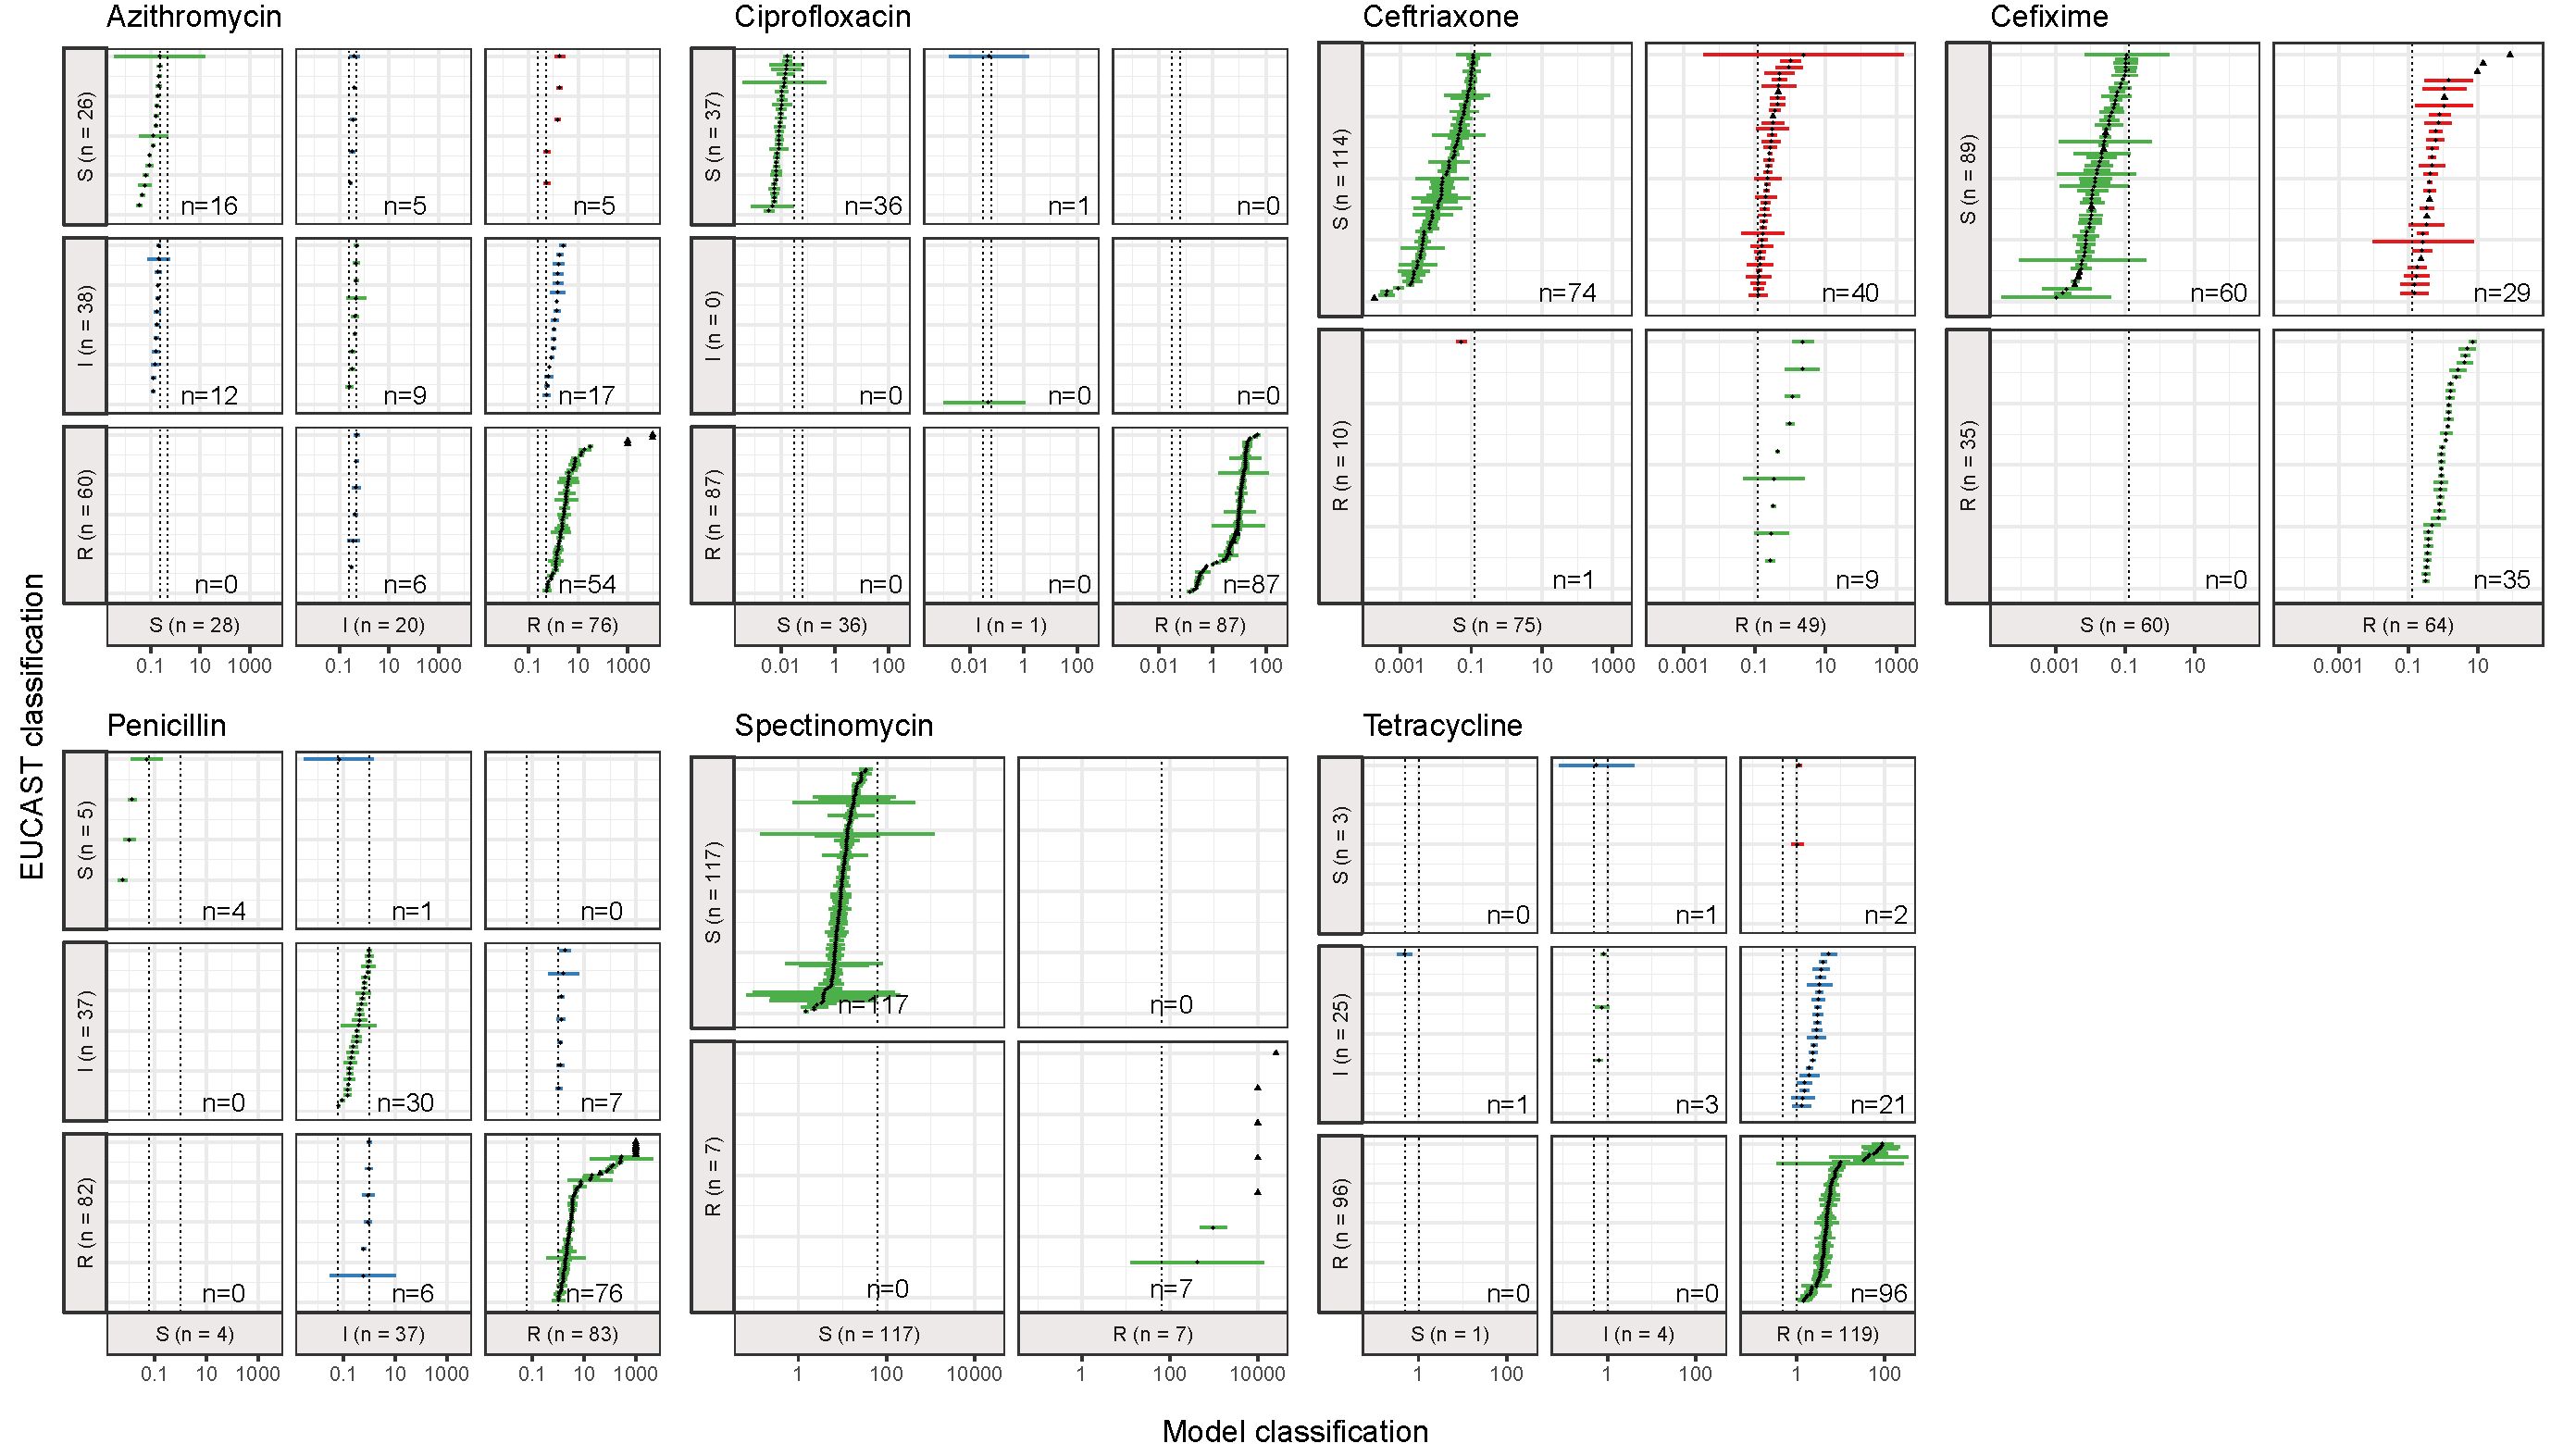 Azithromycin
Ciprofloxacin
Ceftriaxone
Cefixime
S (n = 26)
n=16
n=5
n=5
I (n = 38)
n=12
n=9
n=17
R (n = 60)
n=0
n=6
n=54
S (n = 28)
I (n = 20)
R (n = 76)
0.1 10 1000
0.1 10 1000
0.1 10 1000
S (n = 37)
n=36
n=1
n=0
I (n = 0)
n=0
n=0
n=0
R (n = 87)
n=0
n=0
n=87
S (n = 36)
I (n = 1)
R (n = 87)
0.01 1 100
0.01 1 100
0.01 1 100
S (n = 114)
n=74
n=40
R (n = 10)
n=1
n=9
S (n = 75)
R (n = 49)
0.001 0.1 10 1000
0.001 0.1 10 1000
S (n = 89)
n=60
n=29
R (n = 35)
n=0
n=35
S (n = 60)
R (n = 64)
0.001 0.1 10
0.001 0.1 10
EUCAST classification
Penicillin
Spectinomycin
Tetracycline
S (n = 5)
n=4
n=1
n=0
I (n = 37)
n=0
n=30
n=7
R (n = 82)
n=0
n=6
n=76
S (n = 4)
I (n = 37)
R (n = 83)
0.1 10 1000
0.1 10 1000
0.1 10 1000
S (n = 117)
n=117
n=0
R (n = 7)
n=0
n=7
S (n = 117)
R (n = 7)
1 100 10000
1 100 10000
S (n = 3)
n=0
n=1
n=2
I (n = 25)
n=1
n=3
n=21
R (n = 96)
n=0
n=0
n=96
S (n = 1)
I (n = 4)
R (n = 119)
1 100
1 100
1 100
Model classification